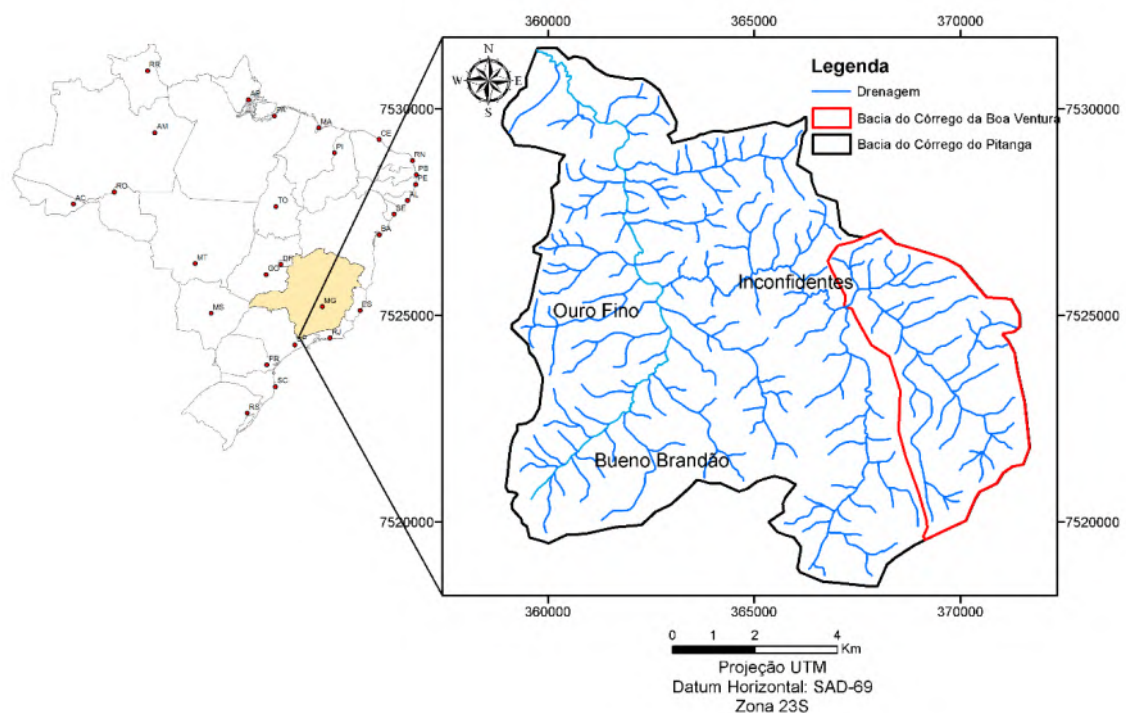 360000
365000
370000
N
W
E
S
Legenda
Drenagem
Bacia do Córrego da Boa Ventura
Bacia do Córrego do Pitanga
7530000
7530000
RR
AP
AM
PA
MA
CE
PI
RN
PB
PE
AC
RO
TO
AL
SE
BA
MT
GO
DF
MG
MS
ES
SP
RJ
PR
SC
RS
Inconfidentes
7525000
Ouro Fino
7525000
Bueno Brandão
7520000
7520000
360000
365000
370000
0 1 2 4
Km
Projeção UTM
Datum Horizontal: SAD-69
Zona 23S